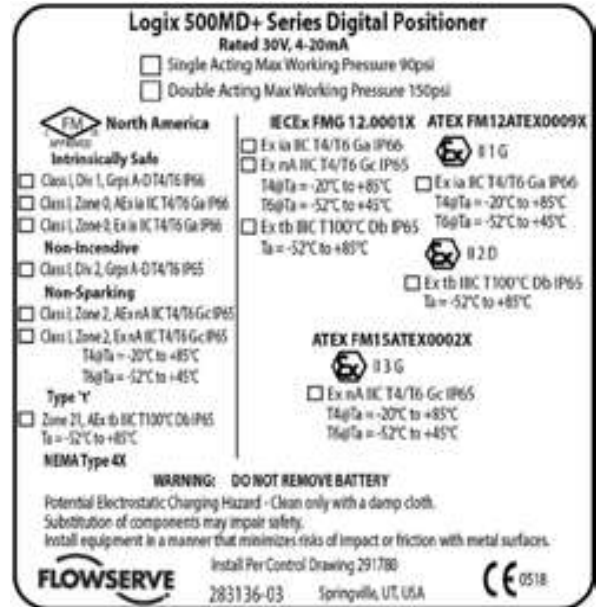 Logix 500MD+ Series Digital Positioner
Rated 30V, 4-20mA
Single Acting Max Working Pressure 90psi
Double Acting Max Working Pressure 150psi
FM
APPROVED
North America
Intrinsically Safe
Class I, Div 1, Grps A-D T4/T6 IP66
Class I, Zone 0, AEx ia IIC T4/T6 Ga IP66
Class I, Zone 0, Ex ia IIC T4/T6 Ga IP66
Non-Incendive
Class I, Div 2, Grps A-D T4/T6 IP65
Non-Sparking
Class I, Zone 2, AEx nA IIC T4/T6 Gc IP65
Class I, Zone 2, Ex nA IIC T4/T6 Gc IP65
T4@Ta = -20°C to +85°C
T6@Ta = -52°C to +45°C
Type 't'
Zone 21, AEx tb IIIC T100°C Db IP65
Ta = -52°C to +85°C
NEMA Type 4X
IECEx FMG 12.0001X
Ex ia IIC T4/T6 Ga IP66
Ex nA IIC T4/T6 Gc IP65
T4@Ta = -20°C to +85°C
T6@Ta = -52°C to +45°C
Ex tb IIIC T100°C Db IP65
Ta = -52°C to +85°C
ATEX FM12ATEX0009X
Ex II 1 G
Ex ia IIC T4/T6 Ga IP66
T4@Ta = -20°C to +85°C
T6@Ta = -52°C to +45°C
Ex II 2 D
Ex tb IIIC T100°C Db IP65
Ta = -52°C to +85°C
ATEX FM15ATEX0002X
Ex II 3 G
Ex nA IIC T4/T6 Gc IP65
T4@Ta = -20°C to +85°C
T6@Ta = -52°C to +45°C
WARNING: DO NOT REMOVE BATTERY
Potential Electrostatic Charging Hazard - Clean only with a damp cloth.
Substitution of components may impair safety.
Install equipment in a manner that minimizes risks of impact or friction with metal surfaces.
FLOWSERVE
Install Per Control Drawing 291780
283136-03 Springville, UT, USA
CE 0518